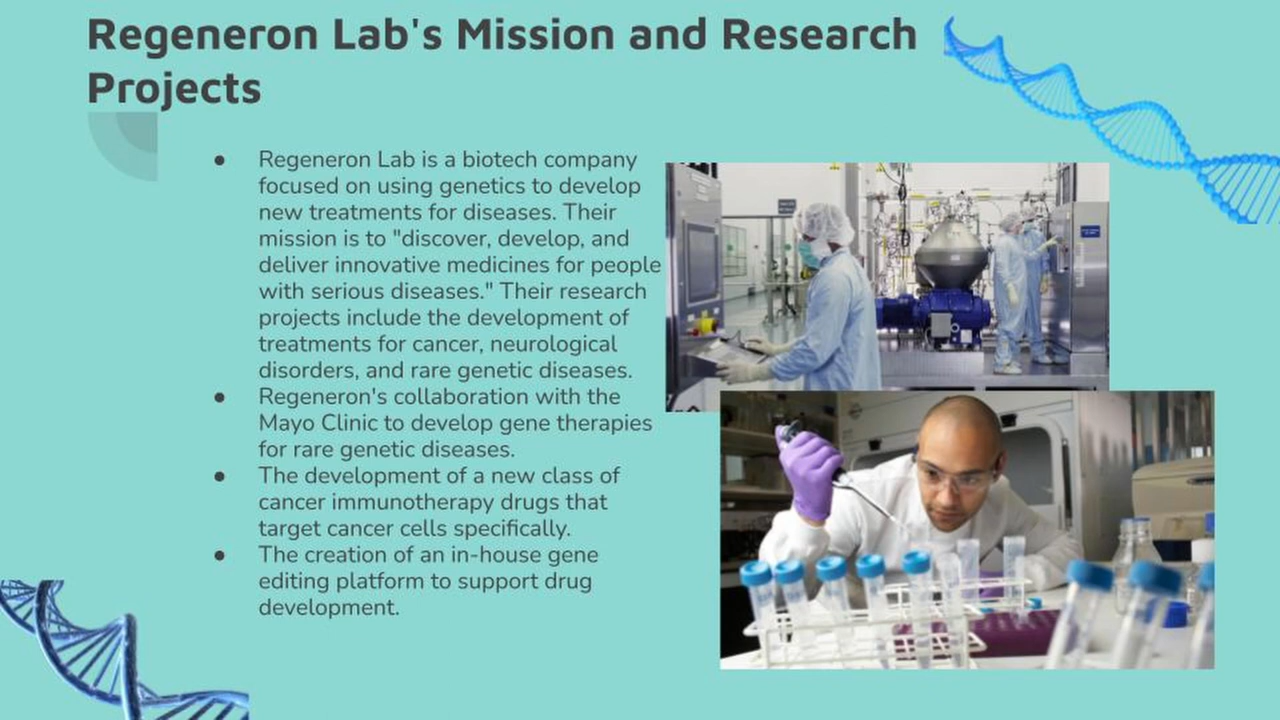 Regeneron Lab's Mission and Research
Projects
● Regeneron Lab is a biotech company
focused on using genetics to develop
new treatments for diseases. Their
mission is to "discover, develop, and
deliver innovative medicines for people
with serious diseases." Their research
projects include the development of
treatments for cancer, neurological
disorders, and rare genetic diseases.
● Regeneron's collaboration with the
Mayo Clinic to develop gene therapies
for rare genetic diseases.
● The development of a new class of
cancer immunotherapy drugs that
target cancer cells specifically.
● The creation of an in-house gene
editing platform to support drug
development.